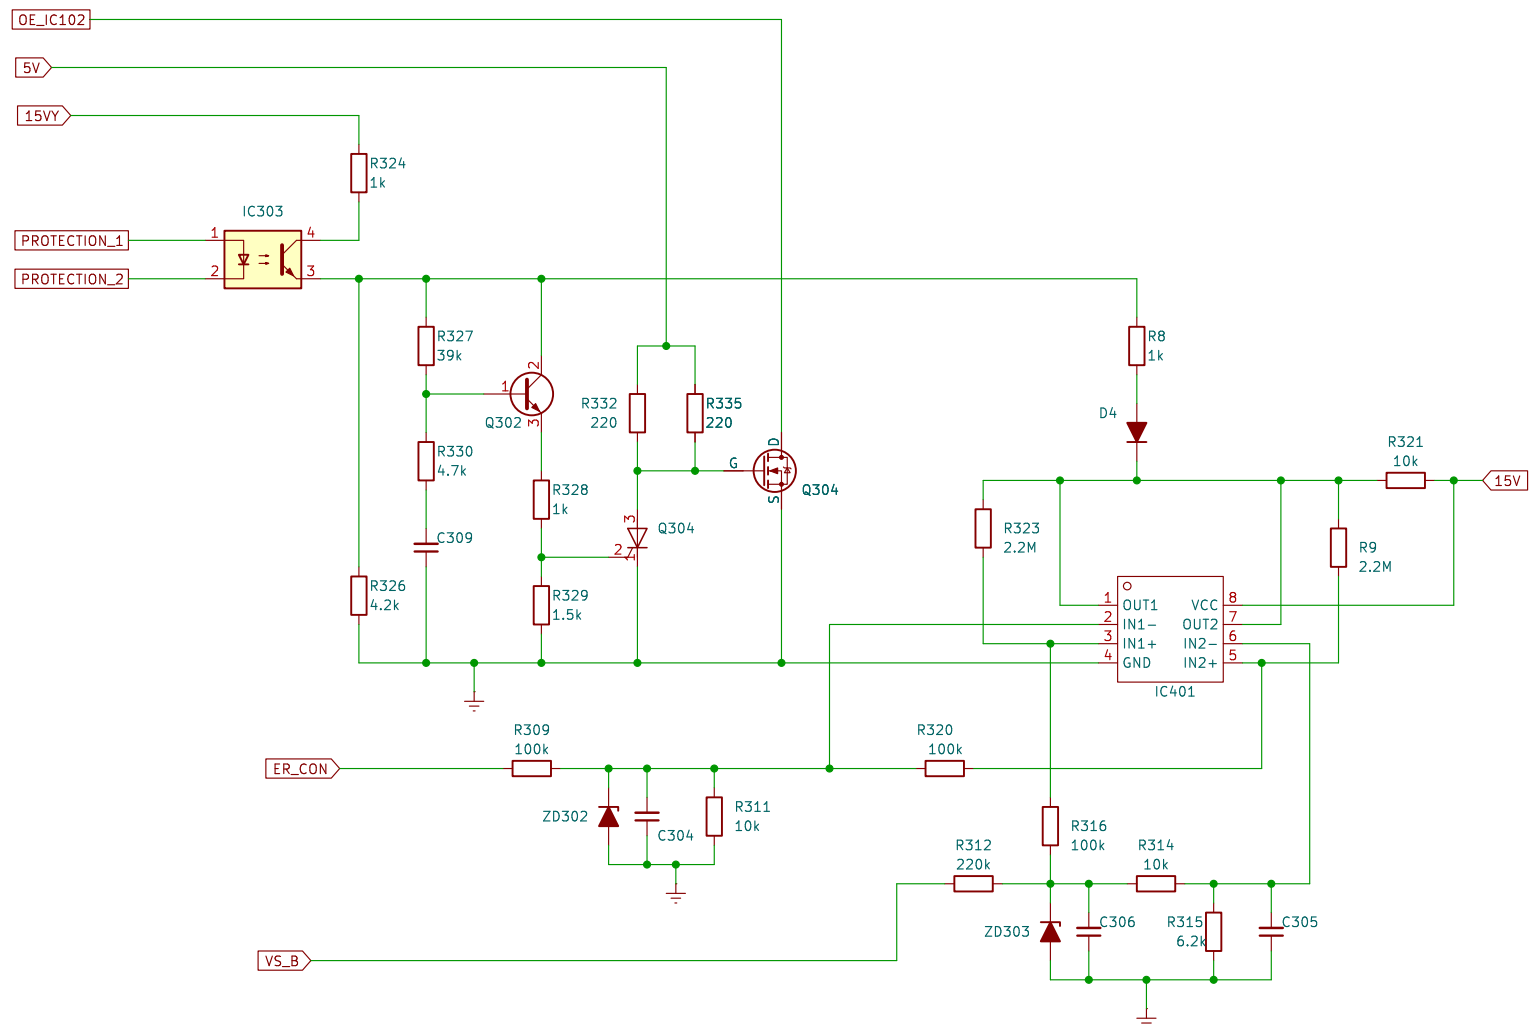 OE_IC102
5V
15VY
R324
1k
IC303
PROTECTION_1
1
4
PROTECTION_2
2
3
R327
39k
R8
1k
2
1
Q302
3
R332
220
R335
220
D4
D
G
S
Q304
R330
4.7k
R321
10k
15V
R328
1k
C309
3
Q304
2
1
R323
2.2M
R9
2.2M
R326
4.2k
R329
1.5k
1
OUT1
VCC
8
2
IN1-
OUT2
7
3
IN1+
IN2-
6
4
GND
IN2+
5
IC401
R309
100k
R320
100k
ER_CON
ZD302
C304
R311
10k
R316
100k
R312
220k
R314
10k
ZD303
C306
R315
6.2k
C305
VS_B